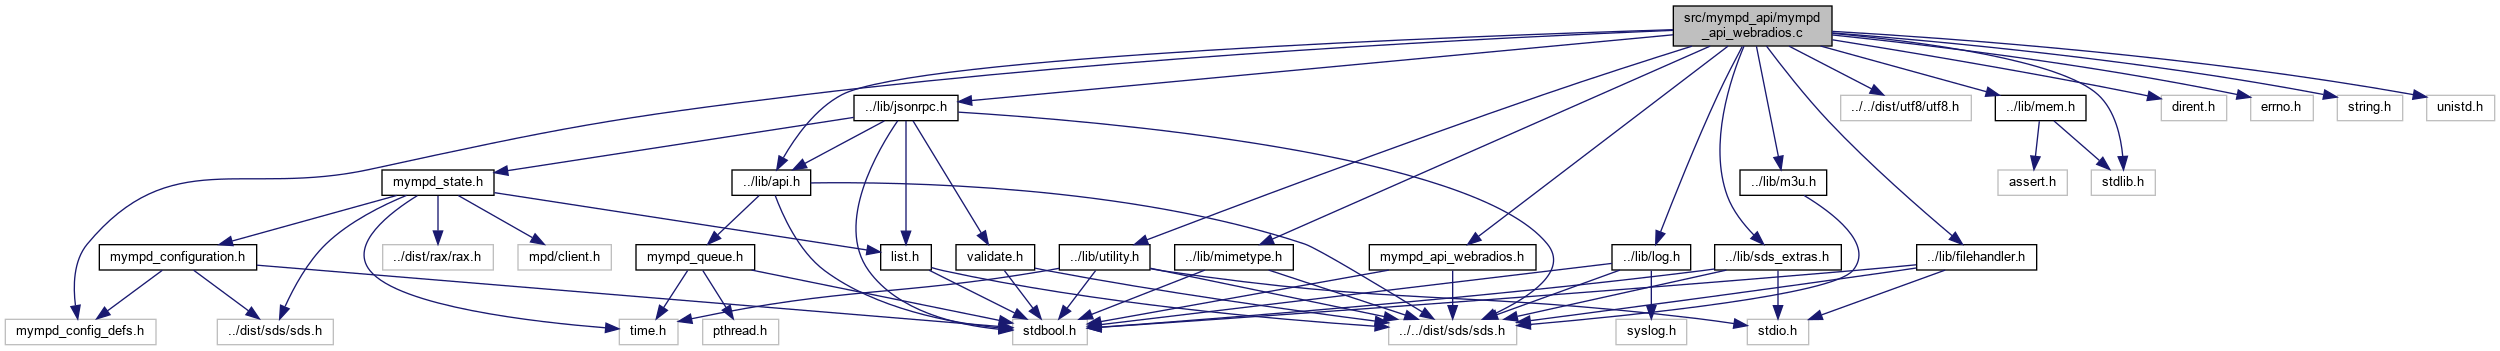 src/mympd_api/mympd
_api_webradios.c
../lib/jsonrpc.h
../../dist/utf8/utf8.h
../lib/mem.h
dirent.h
errno.h
string.h
unistd.h
mympd_state.h
../lib/api.h
../lib/m3u.h
assert.h
stdlib.h
mympd_configuration.h
../dist/rax/rax.h
mpd/client.h
mympd_queue.h
list.h
validate.h
../lib/utility.h
../lib/mimetype.h
mympd_api_webradios.h
../lib/log.h
../lib/sds_extras.h
../lib/filehandler.h
mympd_config_defs.h
../dist/sds/sds.h
time.h
pthread.h
stdbool.h
../../dist/sds/sds.h
syslog.h
stdio.h